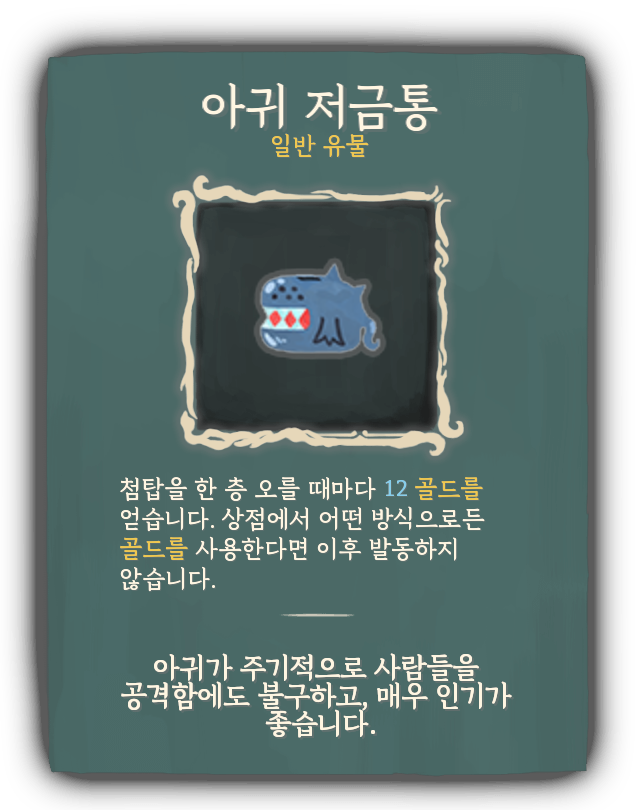 아귀 저금통
일반 유물
첨탑을 한 층 오를 때마다 12 골드를
얻습니다. 상점에서 어떤 방식으로든
골드를 사용한다면 이후 발동하지
않습니다.
아귀가 주기적으로 사람들을
공격함에도 불구하고, 매우 인기가
좋습니다.